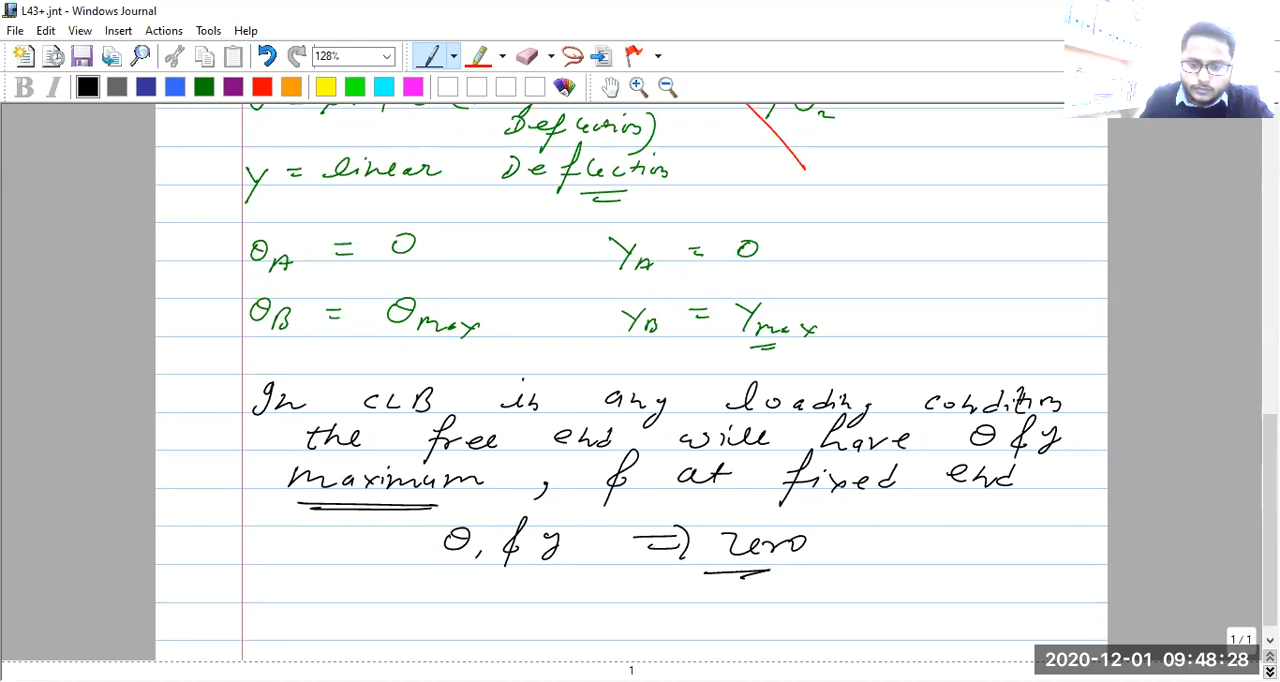 L43+.jnt - Windows Journal
File Edit View Insert Actions Tools Help
128%
B I
Deflection)
y = linear Deflection
θA = 0 yA = 0
θB = θmax yB = ymax
In CLB in any loading condition
the free end will have θ & y
maximum, & at fixed end
θ, & y ⇒ zero
1/1
2020-12-01 09:48:28
1